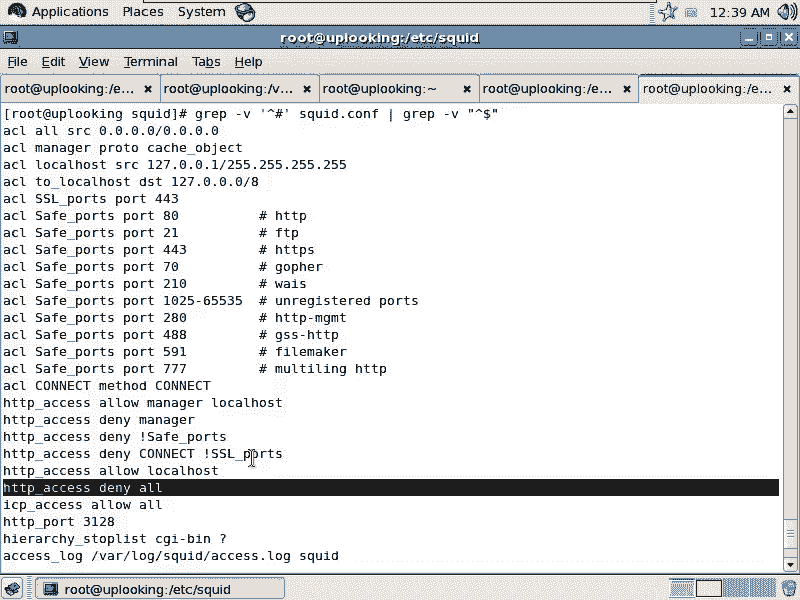 Applications Places System 12:39 AM
root@uplooking:/etc/squid
File Edit View Terminal Tabs Help
root@uplooking:/e... root@uplooking:/v... root@uplooking:~ root@uplooking:/e... root@uplooking:/e...
[root@uplooking squid]# grep -v '^#' squid.conf | grep -v "^$"
acl all src 0.0.0.0/0.0.0.0
acl manager proto cache_object
acl localhost src 127.0.0.1/255.255.255.255
acl to_localhost dst 127.0.0.0/8
acl SSL_ports port 443
acl Safe_ports port 80 # http
acl Safe_ports port 21 # ftp
acl Safe_ports port 443 # https
acl Safe_ports port 70 # gopher
acl Safe_ports port 210 # wais
acl Safe_ports port 1025-65535 # unregistered ports
acl Safe_ports port 280 # http-mgmt
acl Safe_ports port 488 # gss-http
acl Safe_ports port 591 # filemaker
acl Safe_ports port 777 # multiling http
acl CONNECT method CONNECT
http_access allow manager localhost
http_access deny manager
http_access deny !Safe_ports
http_access deny CONNECT !SSL_ports
http_access allow localhost
http_access deny all
icp_access allow all
http_port 3128
hierarchy_stoplist cgi-bin ?
access_log /var/log/squid/access.log squid
root@uplooking:/etc/squid